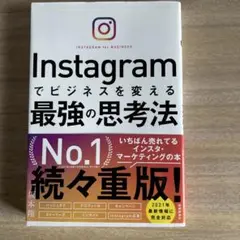 INSTAGRAM FOR BUSINESS
Instagram
でビジネスを変える
最強の思考法
No.1
いちばん売れてる
インスタ・
マーケティングの本
続々重版!
2021年
最新情報に
完全対応